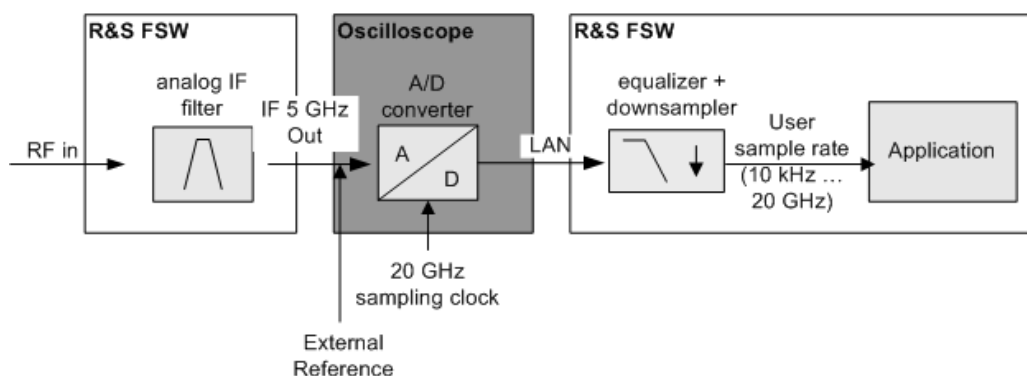 R&S FSW
analog IF
filter
RF in
IF 5 GHz
Out
Oscilloscope
A/D
converter
A
D
20 GHz
sampling clock
External
Reference
LAN
R&S FSW
equalizer +
downsampler
User
sample rate
(10 kHz ...
20 GHz)
Application